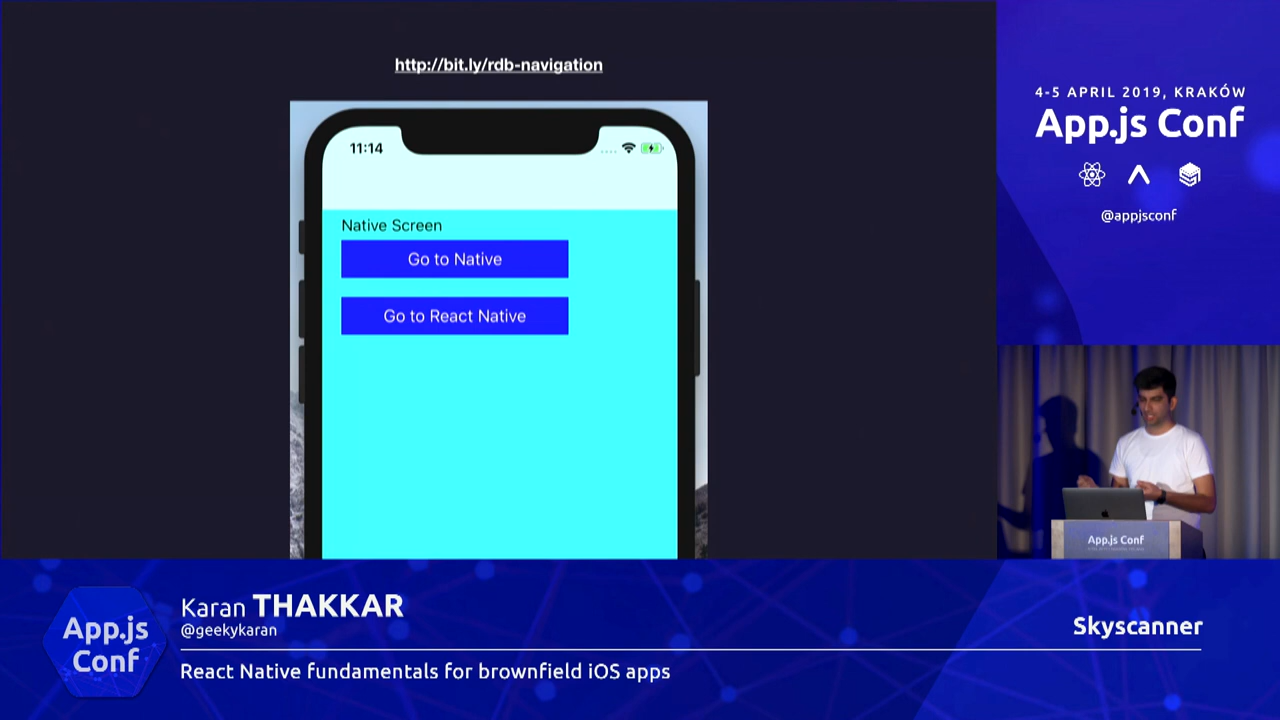 http://bit.ly/rdb-navigation
11:14
Native Screen
Go to Native
Go to React Native
4-5 APRIL 2019, KRAKÓW
App.js Conf
@appjsconf
App.js Conf
App.js
Conf
Karan THAKKAR
@geekykaran
Skyscanner
React Native fundamentals for brownfield iOS apps